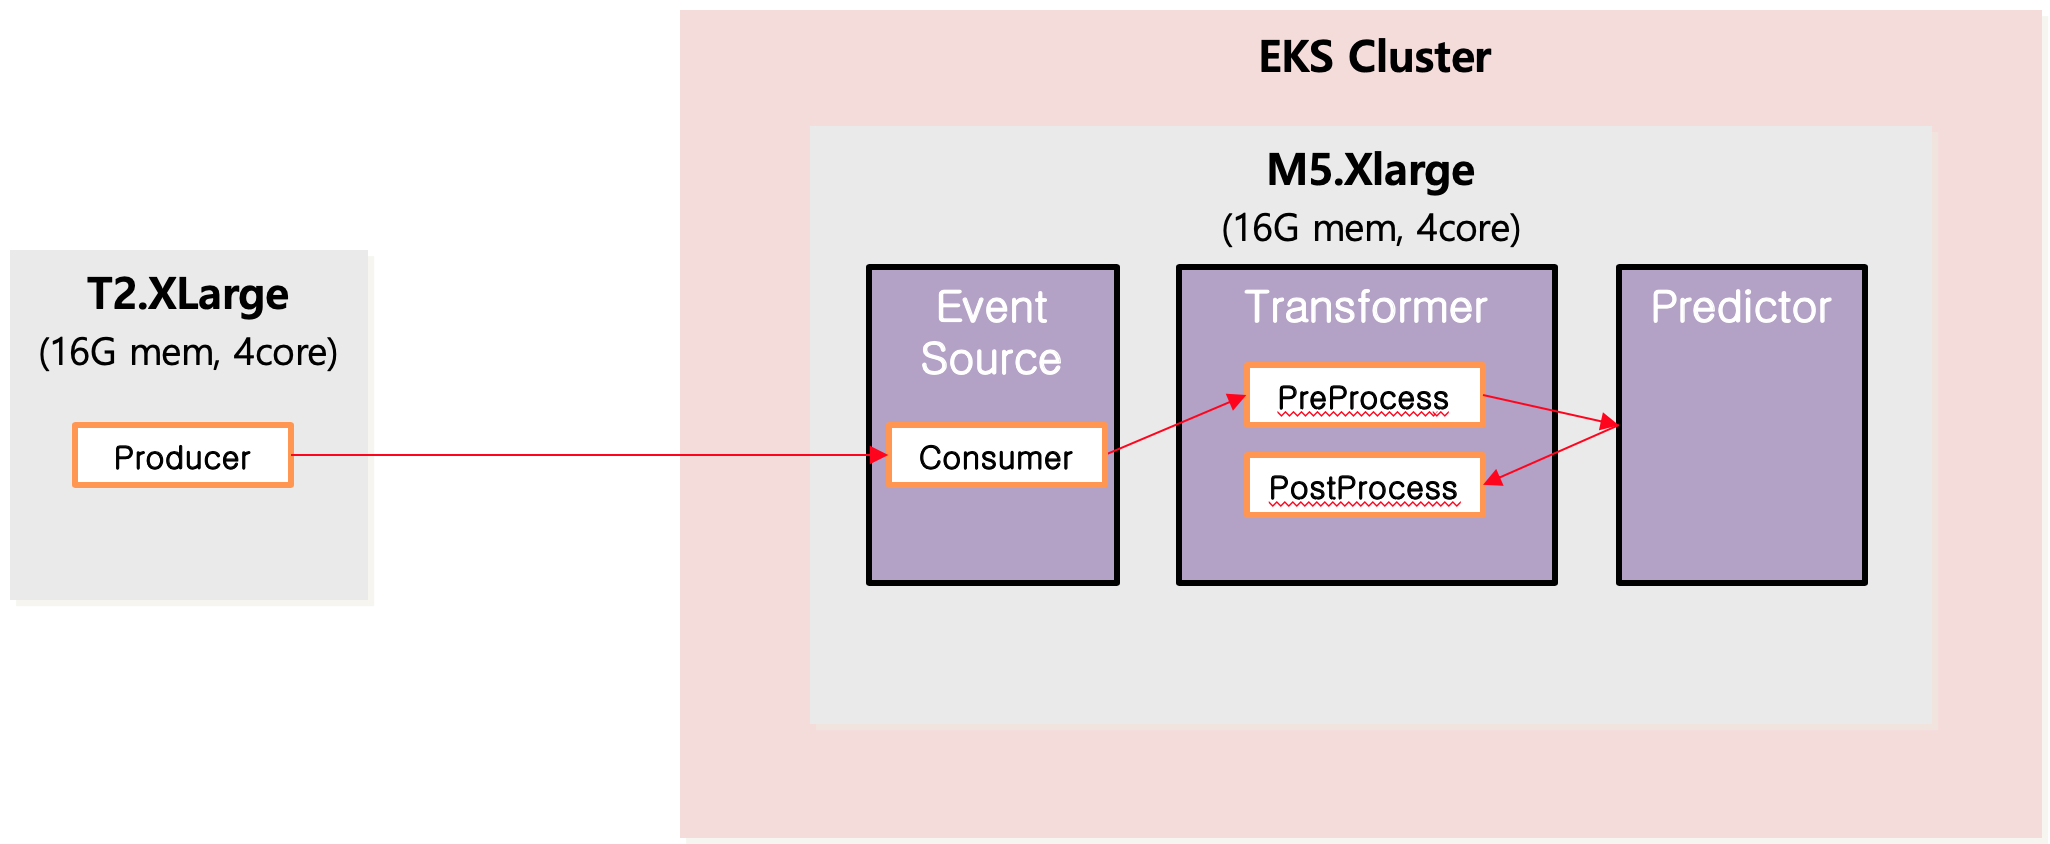 EKS Cluster
M5.Xlarge
(16G mem, 4core)
T2.XLarge
(16G mem, 4core)
Producer
Event
Source
Consumer
Transformer
PreProcess
PostProcess
Predictor